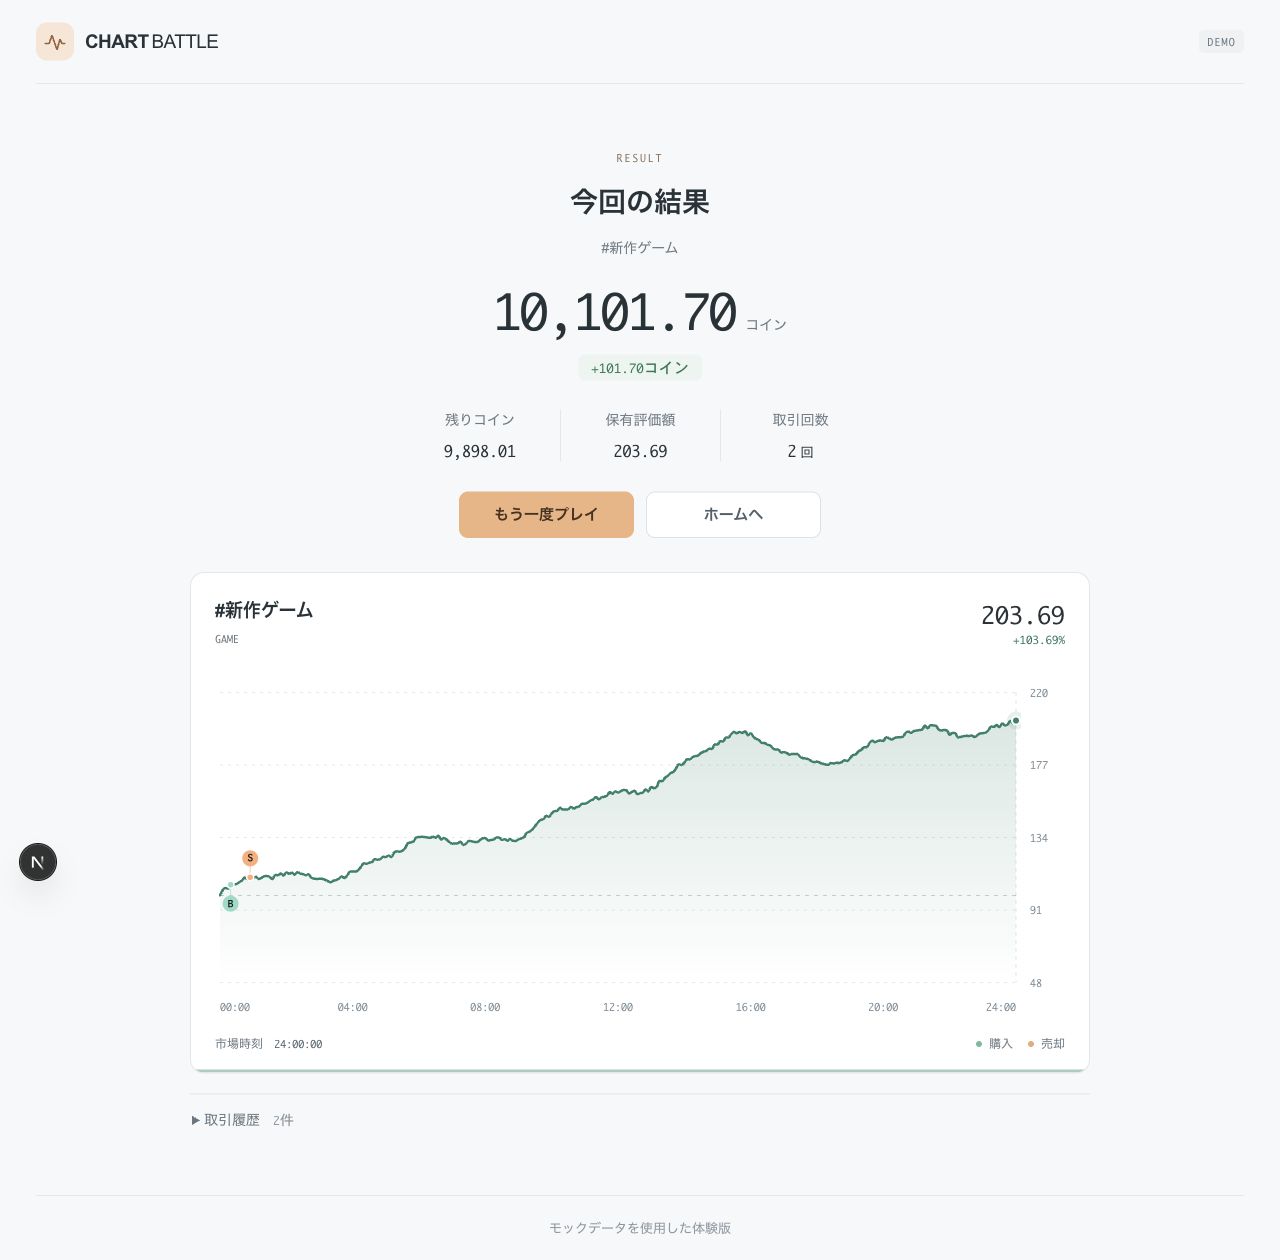 CHART BATTLE
DEMO
RESULT
今回の結果
#新作ゲーム
10,101.70 コイン
+101.70コイン
残りコイン 保有評価額 取引回数
9,898.01 203.69 2 回
もう一度プレイ ホームへ
#新作ゲーム 203.69
GAME +103.69%
220
177
134
S
B
91
48
00:00 04:00 08:00 12:00 16:00 20:00 24:00
市場時刻 24:00:00 購入 売却
取引履歴 2件
モックデータを使用した体験版
N